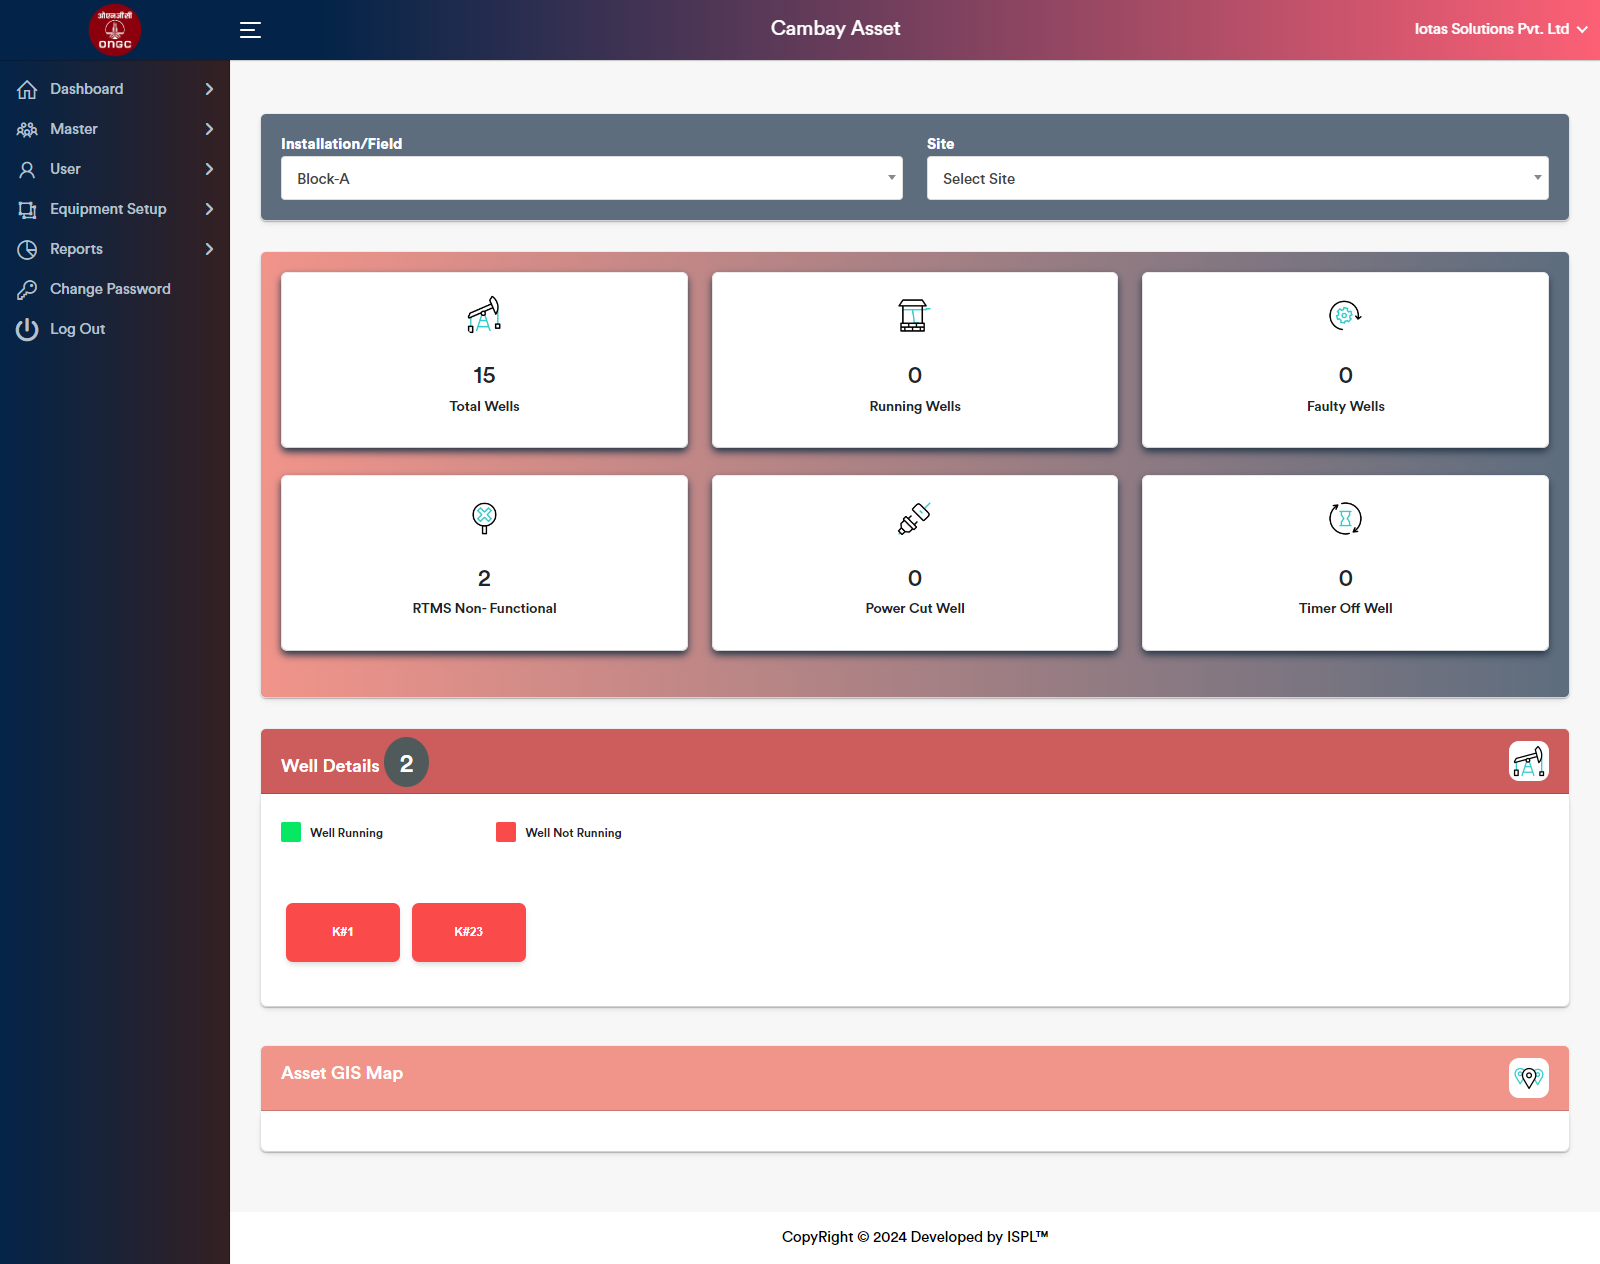 ओएनजीसी
ONGC
Cambay Asset
Iotas Solutions Pvt. Ltd
Dashboard
Master
User
Equipment Setup
Reports
Change Password
Log Out
Installation/Field
Block-A
Site
Select Site
15
Total Wells
0
Running Wells
0
Faulty Wells
2
RTMS Non- Functional
0
Power Cut Well
0
Timer Off Well
Well Details 2
Well Running
Well Not Running
K#1
K#23
Asset GIS Map
CopyRight © 2024 Developed by ISPL™